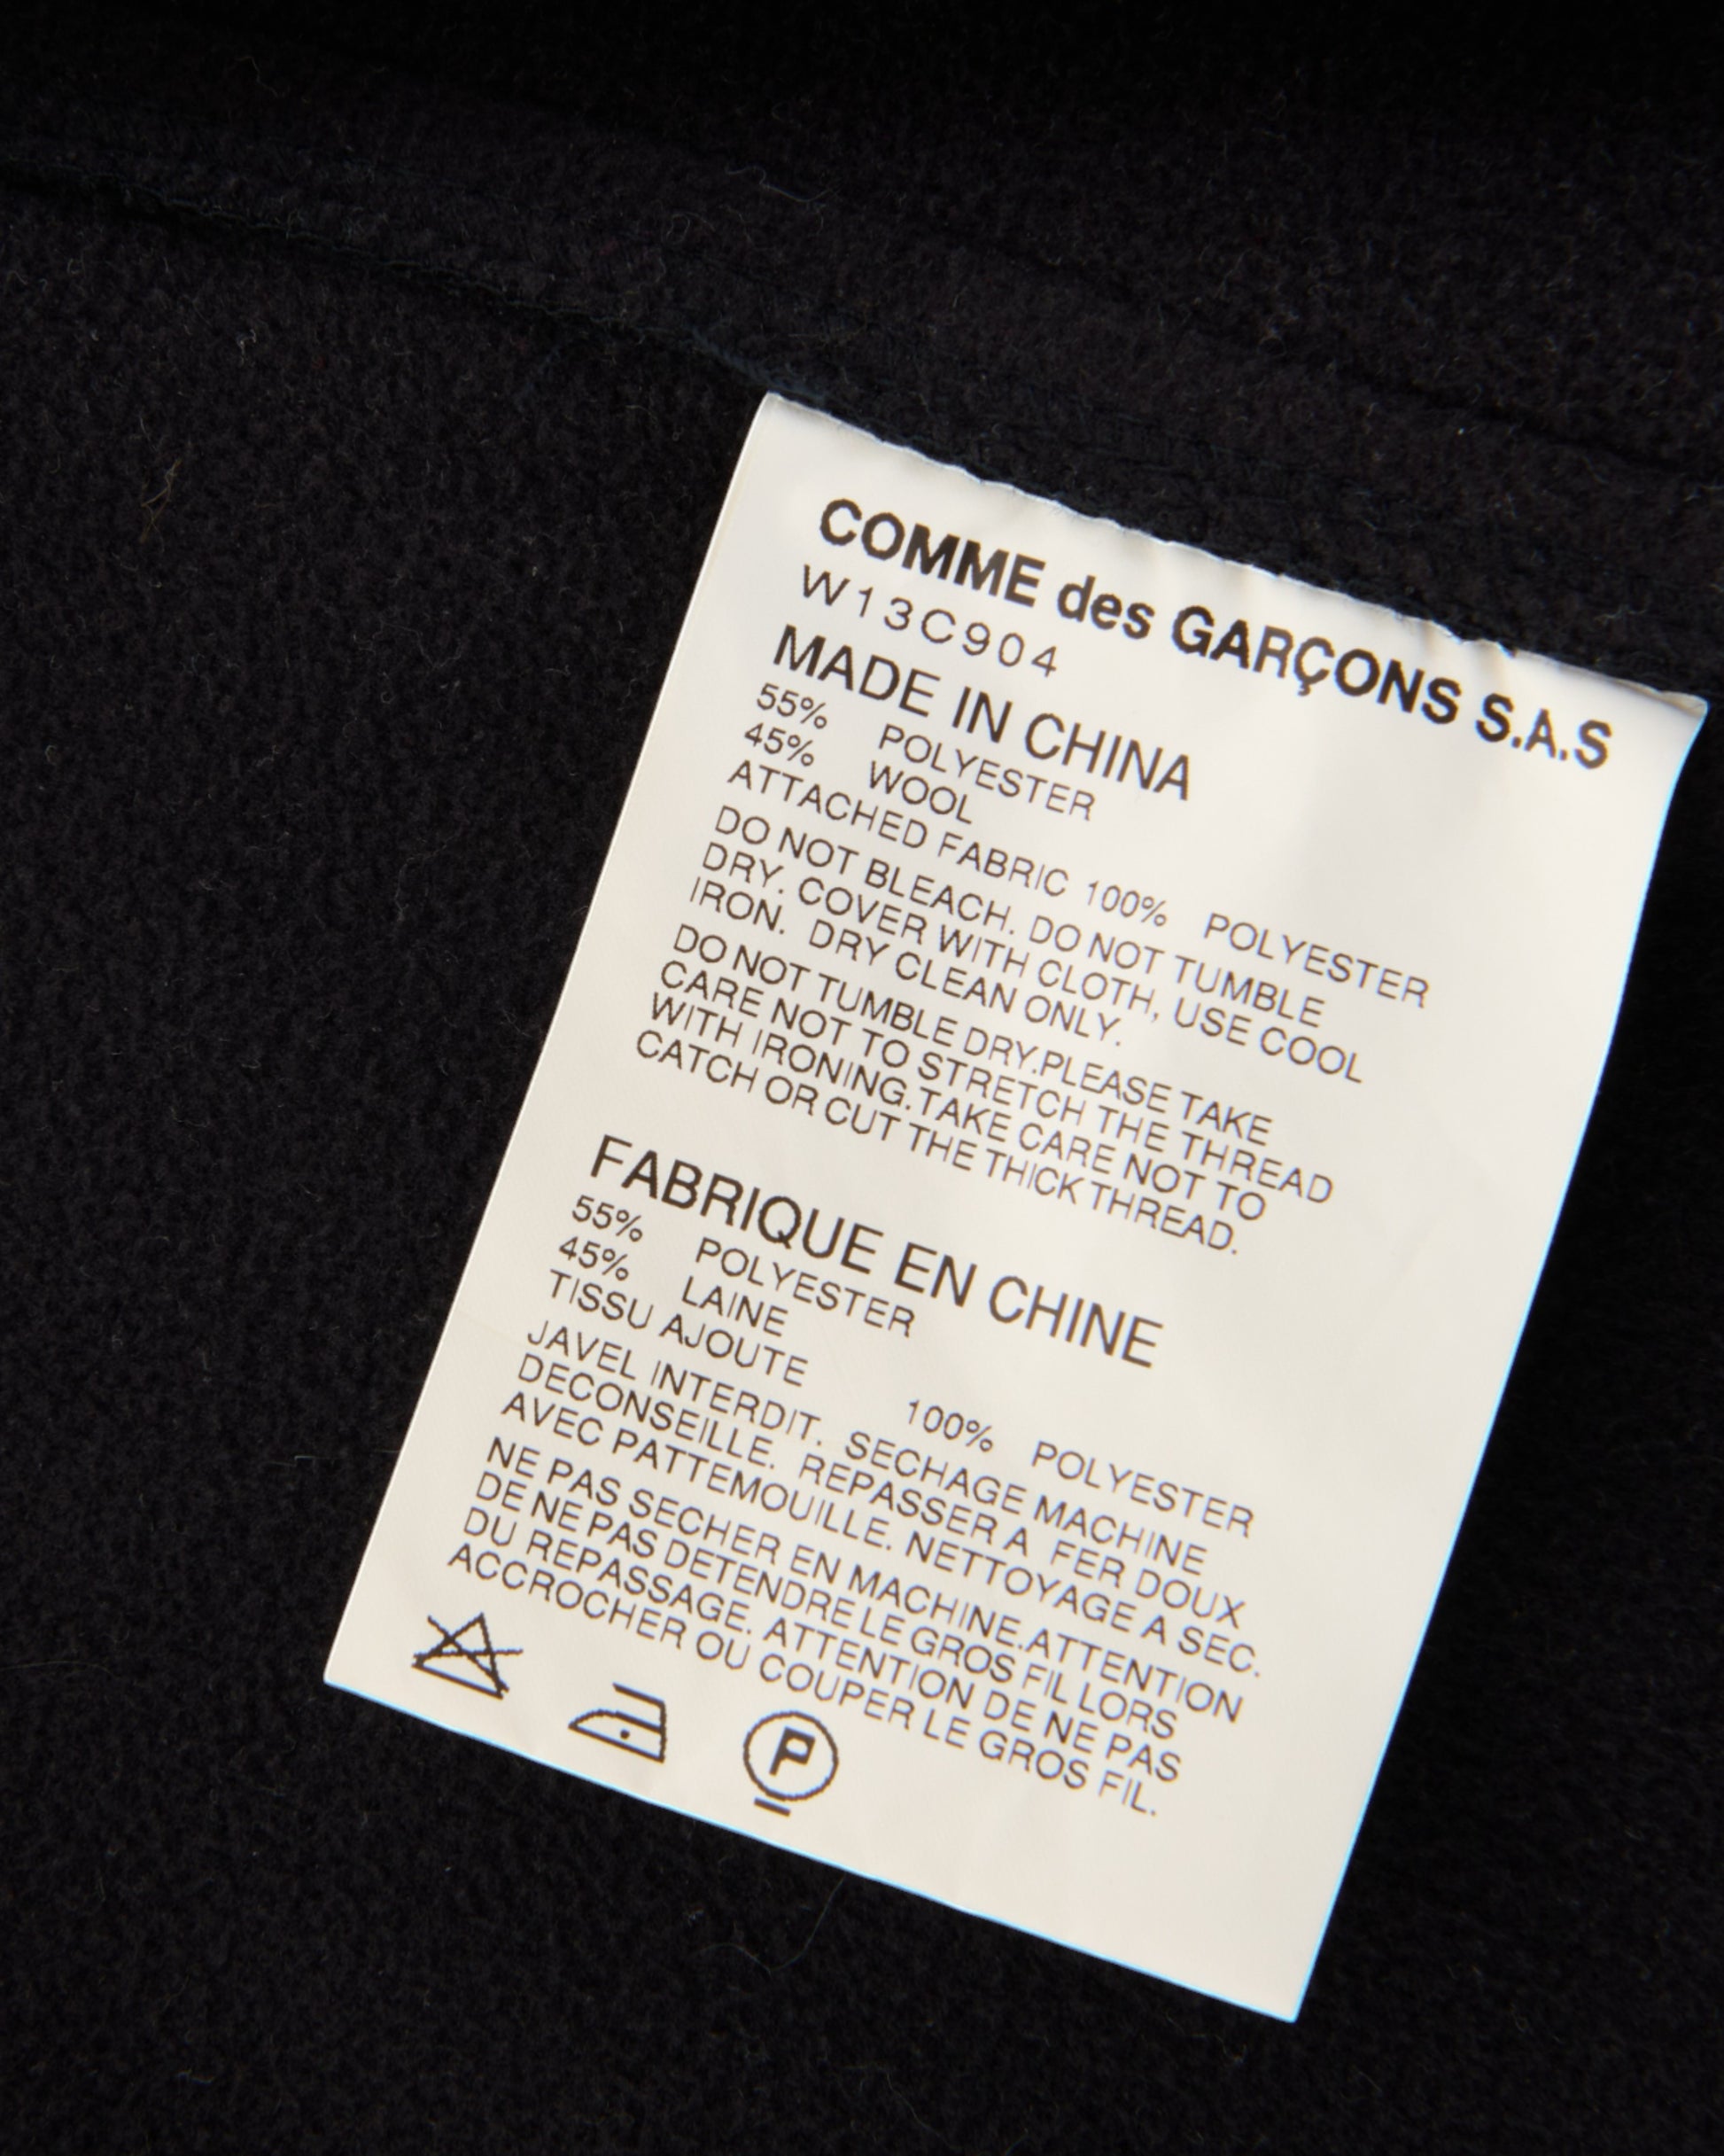 COMME des GARÇONS S.A.S
W13C904
MADE IN CHINA
55% POLYESTER
45% WOOL
ATTACHED FABRIC 100% POLYESTER
DO NOT BLEACH. DO NOT TUMBLE
DRY. COVER WITH CLOTH, USE COOL
IRON. DRY CLEAN ONLY.
DO NOT TUMBLE DRY.PLEASE TAKE
CARE NOT TO STRETCH THE THREAD
WITH IRONING.TAKE CARE NOT TO
CATCH OR CUT THE THICK THREAD.
FABRIQUE EN CHINE
55% POLYESTER
45% LAINE
TISSU AJOUTE 100% POLYESTER
JAVEL INTERDIT. SECHAGE MACHINE
DECONSEILLE. REPASSER A FER DOUX
AVEC PATTEMOUILLE. NETTOYAGE A SEC.
NE PAS SECHER EN MACHINE.ATTENTION
DE NE PAS DETENDRE LE GROS FIL LORS
DU REPASSAGE. ATTENTION DE NE PAS
ACCROCHER OU COUPER LE GROS FIL.
P